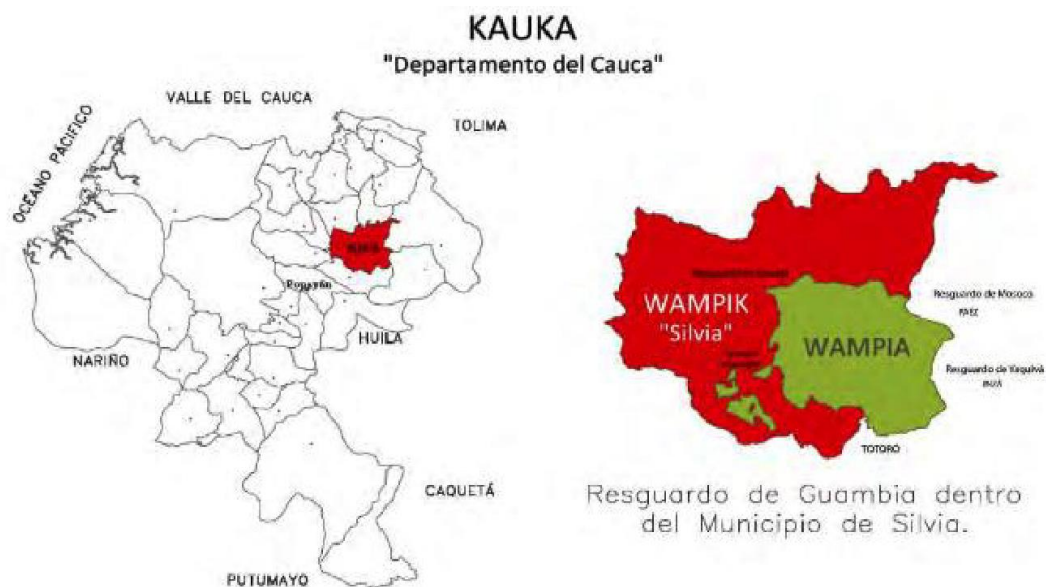 KAUKA
"Departamento del Cauca"
VALLE DEL CAUCA
TOLIMA
OCEANO PACIFICO
Popayán
HUILA
NARIÑO
CAQUETÁ
PUTUMAYO
WAMPIK
"Silvia"
WAMPIA
Resguardo de Mosoco
PAEZ
Resguardo de Yaquivá
TOTORÓ
Resguardo de Guambia dentro
del Municipio de Silvia.